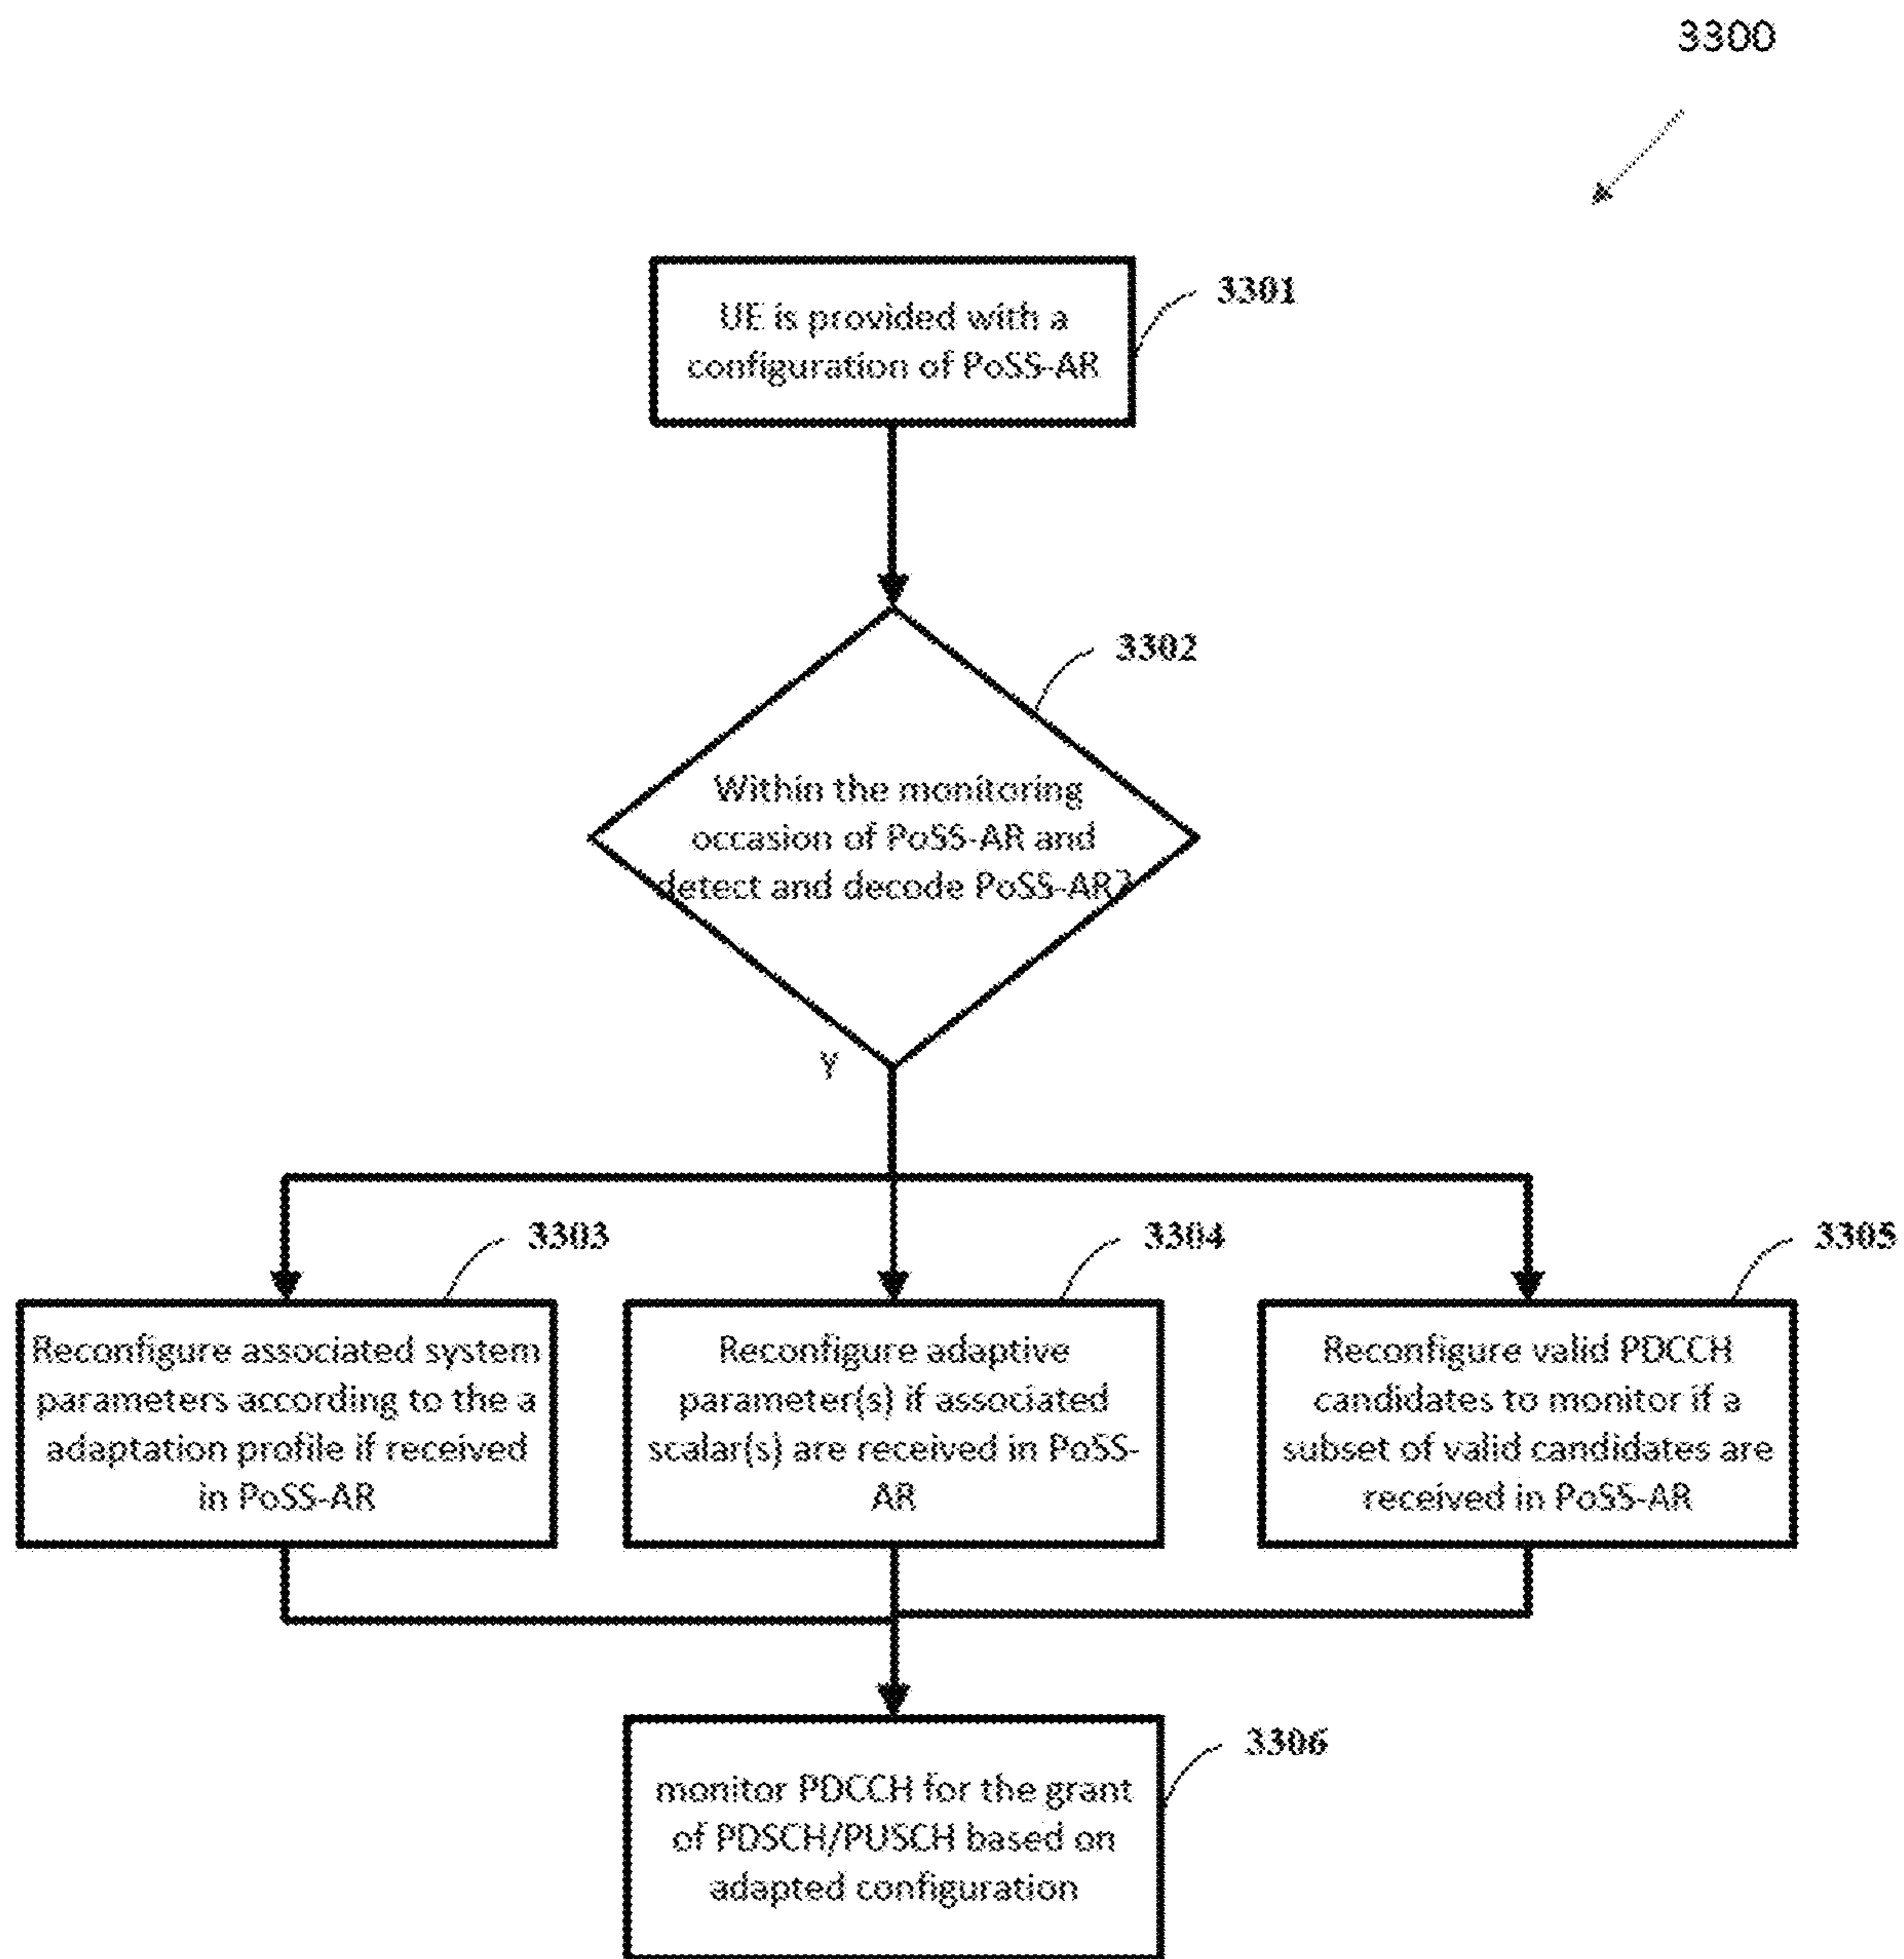 3300
UE is provided with a
configuration of PoSS-AR
3301
3302
Within the monitoring
occasion of PoSS-AR and
detect and decode PoSS-AR?
Y
3303
3304
3305
Reconfigure associated system
parameters according to the a
adaptation profile if received
in PoSS-AR
Reconfigure adaptive
parameter(s) if associated
scalar(s) are received in PoSS-
AR
Reconfigure valid PDCCH
candidates to monitor if a
subset of valid candidates are
received in PoSS-AR
3306
monitor PDCCH for the grant
of PDSCH/PUSCH based on
adapted configuration